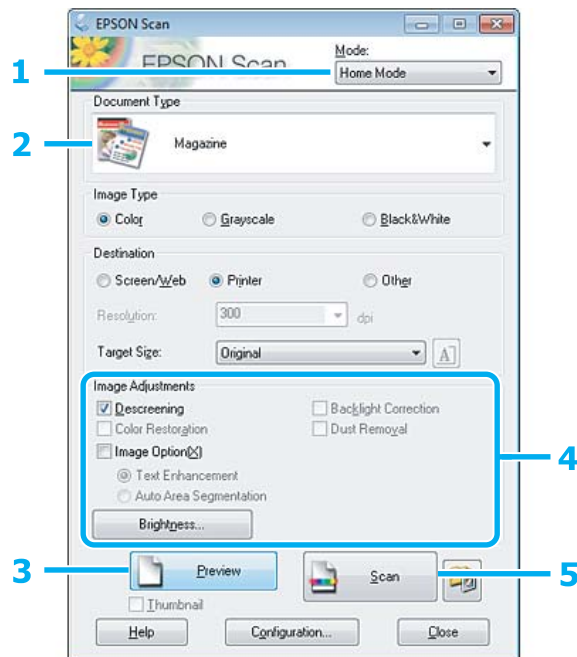 EPSON Scan
EPSON Scan
Mode:
1
Home Mode
Document Type
2
Magazine
Image Type
Color Grayscale Black&White
Destination
Screen/Web Printer Other
Resolution: 300 dpi
Target Size: Original A
Image Adjustments
Descreening Backlight Correction
Color Restoration Dust Removal
Image Option(X)
4
Text Enhancement
Auto Area Segmentation
Brightness...
3 Preview Scan 5
Thumbnail
Help Configuration... Close